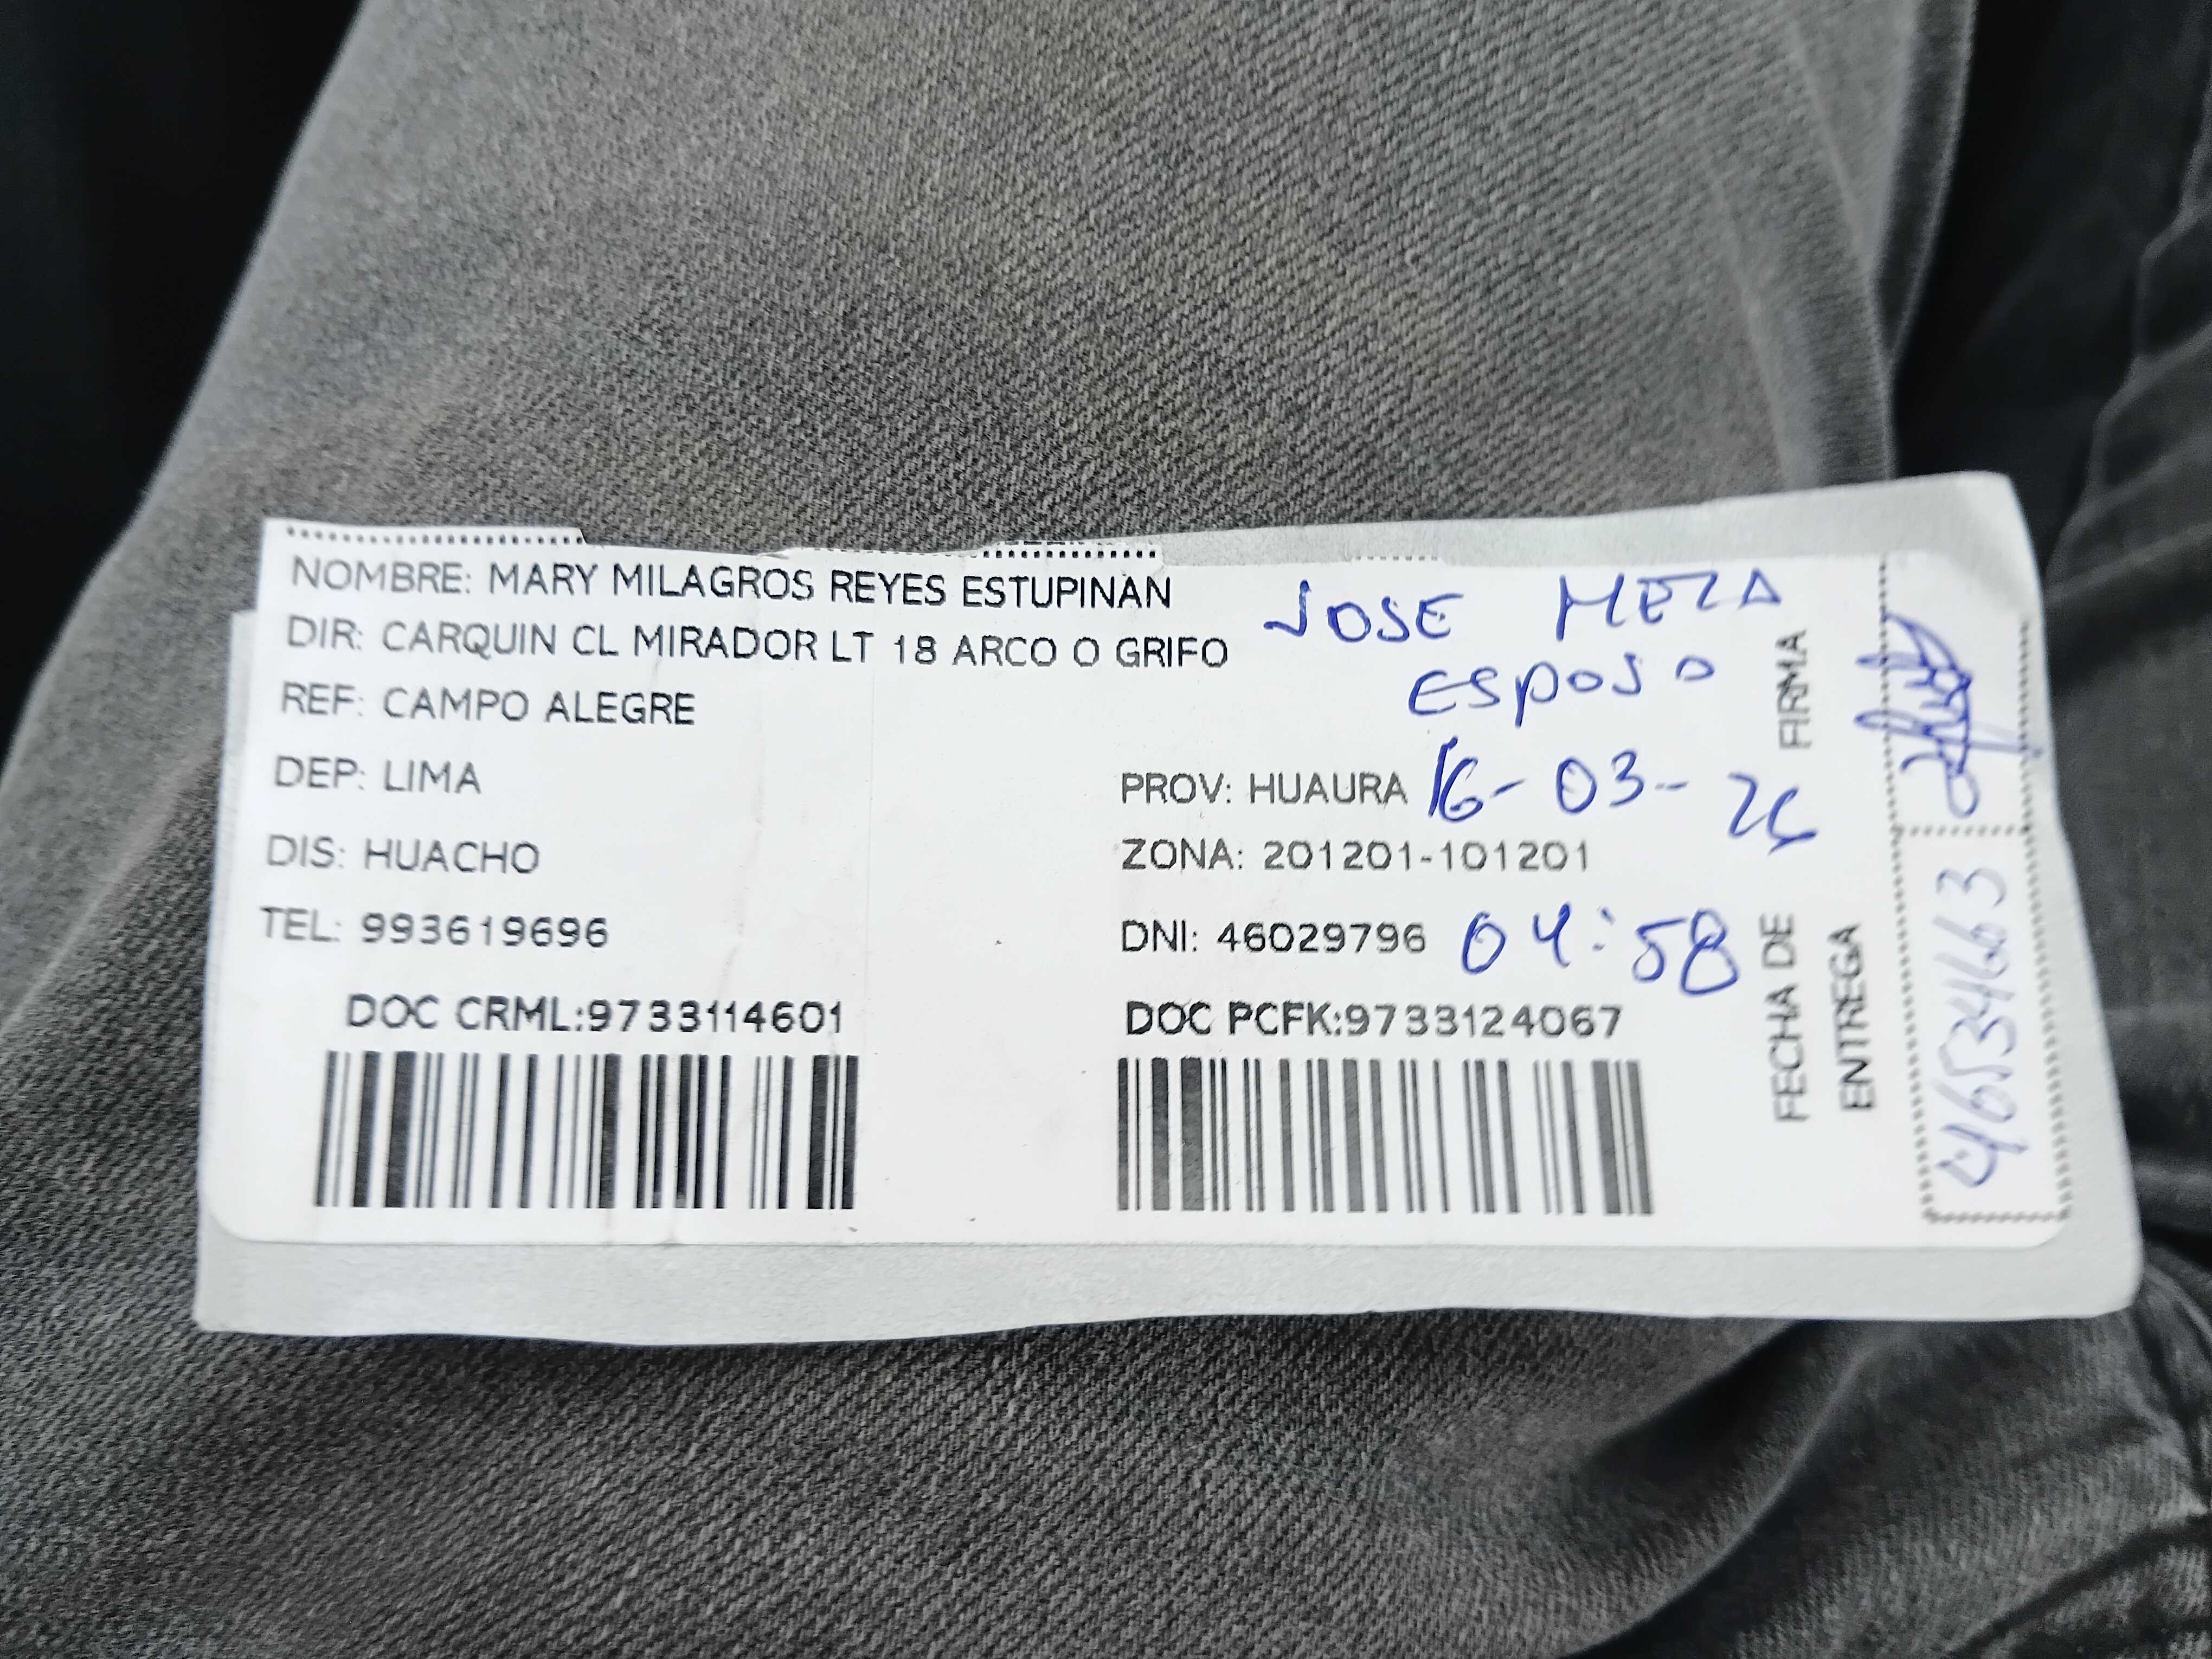 NOMBRE: MARY MILAGROS REYES ESTUPINAN
DIR: CARQUIN CL MIRADOR LT 18 ARCO O GRIFO
REF: CAMPO ALEGRE
DEP: LIMA
PROV: HUAURA
DIS: HUACHO
ZONA: 201201-101201
TEL: 993619696
DNI: 46029796
DOC CRML:9733114601
DOC PCFK:9733124067
JOSE MEZA
ESPOSO
16-03-26
04:58
FIRMA
FECHA DE
ENTREGA
46534663